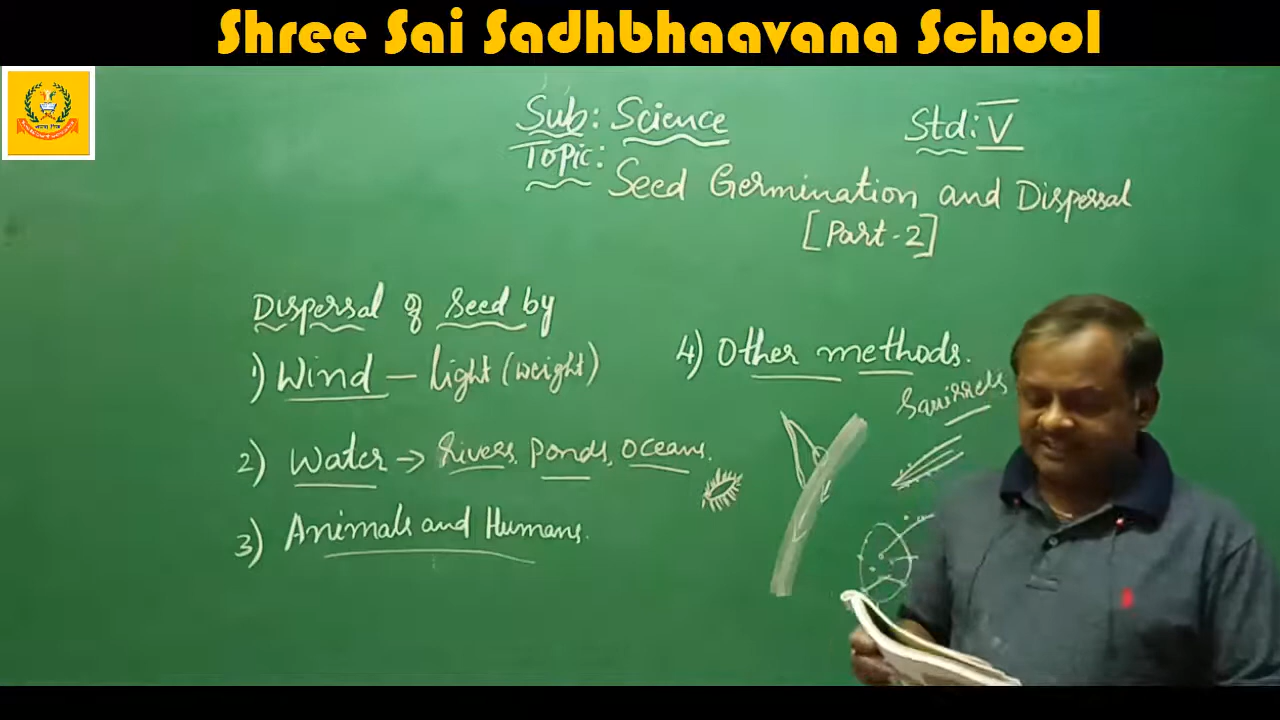 Shree Sai Sadhbhaavana School
Sub: Science
Std: V
Topic: Seed Germination and Dispersal
[Part-2]
Dispersal of Seed by
1) Wind — light (weight)
2) Water → Rivers, Ponds, Oceans.
3) Animals and Humans.
4) Other methods.
Squirrels